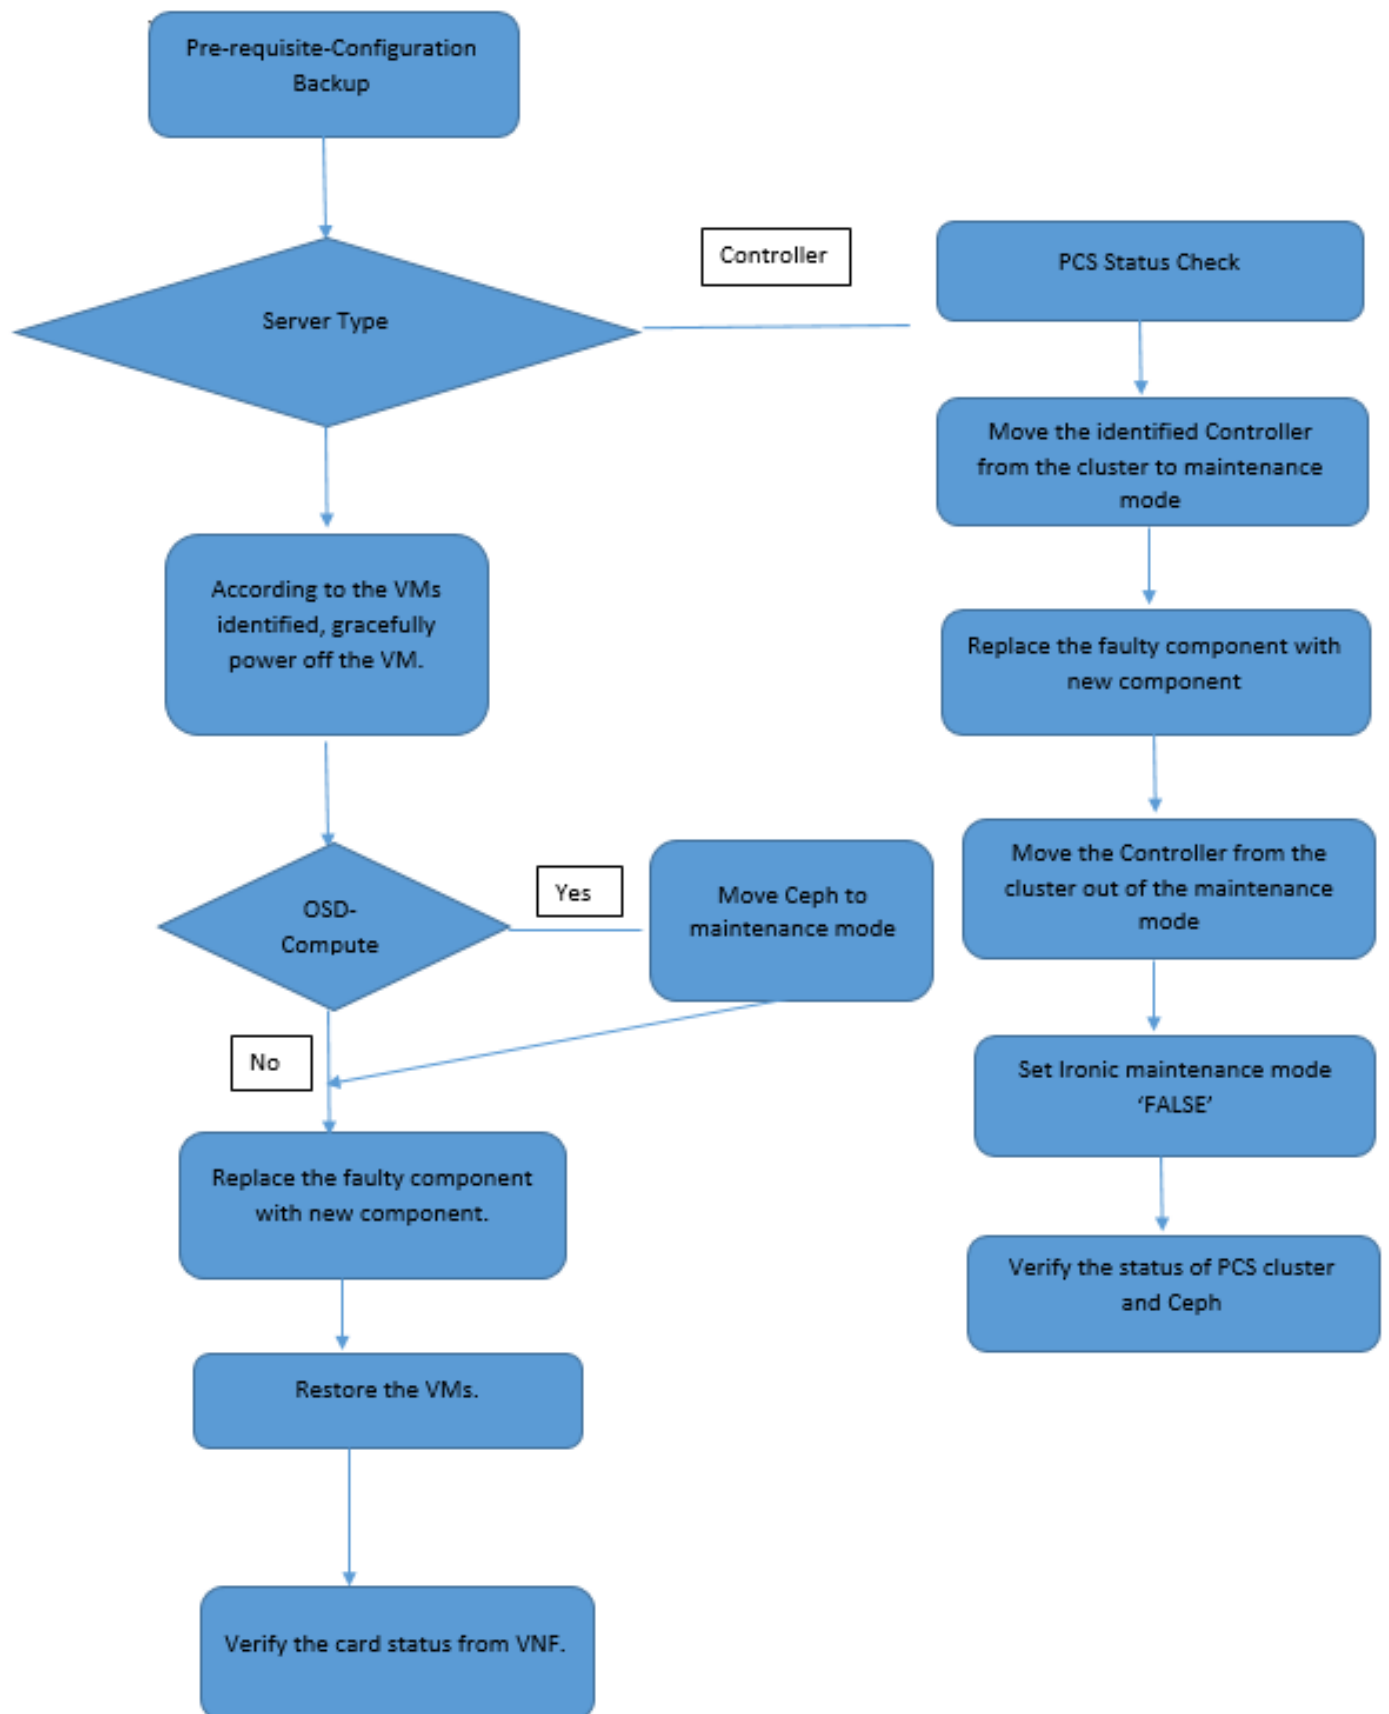 Pre-requisite-Configuration
Backup
Server Type
Controller
PCS Status Check
Move the identified Controller
from the cluster to maintenance
mode
Replace the faulty component with
new component
Move the Controller from the
cluster out of the maintenance
mode
Set Ironic maintenance mode
‘FALSE’
Verify the status of PCS cluster
and Ceph
According to the VMs
identified, gracefully
power off the VM.
OSD-
Compute
Yes
Move Ceph to
maintenance mode
No
Replace the faulty component
with new component.
Restore the VMs.
Verify the card status from VNF.